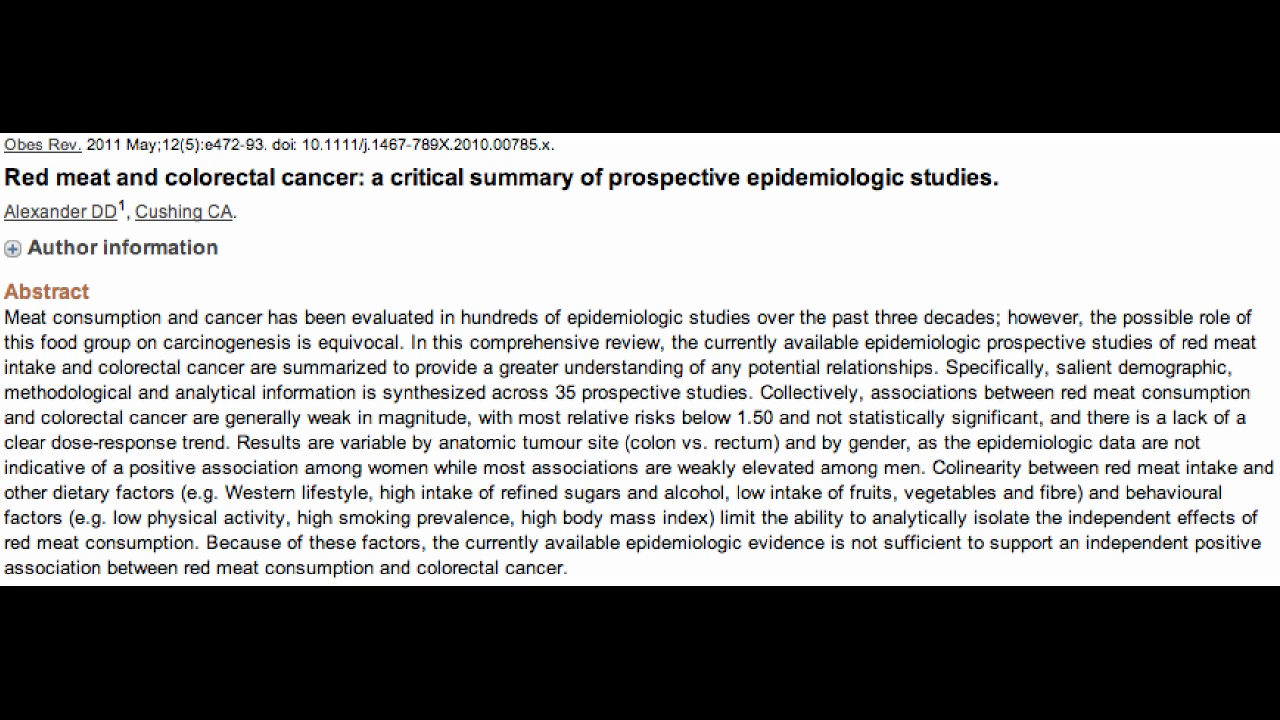 Obes Rev. 2011 May;12(5):e472-93. doi: 10.1111/j.1467-789X.2010.00785.x.
Red meat and colorectal cancer: a critical summary of prospective epidemiologic studies.
Alexander DD1, Cushing CA.
Author information
Abstract
Meat consumption and cancer has been evaluated in hundreds of epidemiologic studies over the past three decades; however, the possible role of
this food group on carcinogenesis is equivocal. In this comprehensive review, the currently available epidemiologic prospective studies of red meat
intake and colorectal cancer are summarized to provide a greater understanding of any potential relationships. Specifically, salient demographic,
methodological and analytical information is synthesized across 35 prospective studies. Collectively, associations between red meat consumption
and colorectal cancer are generally weak in magnitude, with most relative risks below 1.50 and not statistically significant, and there is a lack of a
clear dose-response trend. Results are variable by anatomic tumour site (colon vs. rectum) and by gender, as the epidemiologic data are not
indicative of a positive association among women while most associations are weakly elevated among men. Colinearity between red meat intake and
other dietary factors (e.g. Western lifestyle, high intake of refined sugars and alcohol, low intake of fruits, vegetables and fibre) and behavioural
factors (e.g. low physical activity, high smoking prevalence, high body mass index) limit the ability to analytically isolate the independent effects of
red meat consumption. Because of these factors, the currently available epidemiologic evidence is not sufficient to support an independent positive
association between red meat consumption and colorectal cancer.